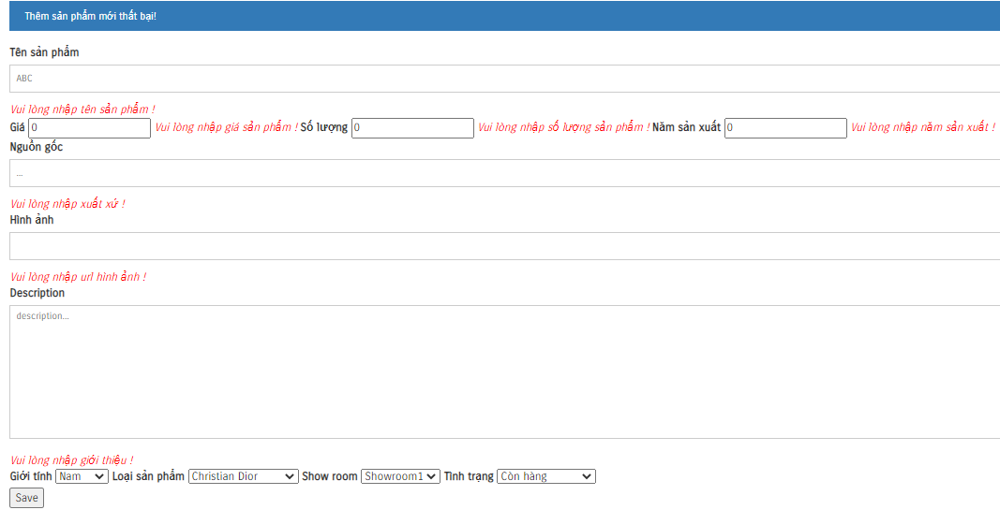 Thêm sản phẩm mới thất bại!
Tên sản phẩm
ABC
Vui lòng nhập tên sản phẩm !
Giá 0 Vui lòng nhập giá sản phẩm ! Số lượng 0 Vui lòng nhập số lượng sản phẩm ! Năm sản xuất 0 Vui lòng nhập năm sản xuất !
Nguồn gốc
...
Vui lòng nhập xuất xứ !
Hình ảnh
Vui lòng nhập url hình ảnh !
Description
description...
Vui lòng nhập giới thiệu !
Giới tính Nam Loại sản phẩm Christian Dior Show room Showroom1 Tình trạng Còn hàng
Save